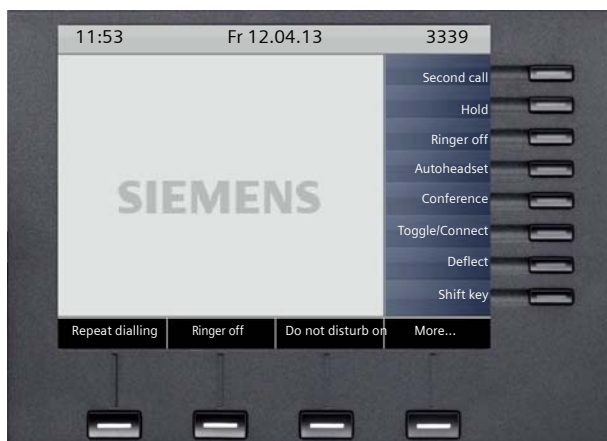 11:53 Fr 12.04.13 3339
Second call
Hold
Ringer off
Autoheadset
SIEMENS
Conference
Toggle/Connect
Deflect
Shift key
Repeat dialling Ringer off Do not disturb on More...